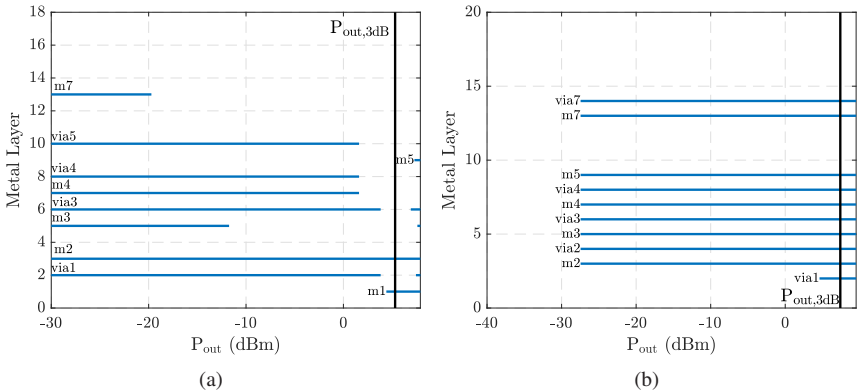 18
16
14
12
10
8
6
4
2
0
Metal Layer
P_out,3dB
m7
via5
m5
via4
m4
via3
m3
m2
via1
m1
-30
-20
-10
0
P_out (dBm)
(a)
20
15
10
5
0
Metal Layer
via7
m7
m5
via4
m4
via3
m3
via2
m2
via1
P_out,3dB
-40
-30
-20
-10
0
P_out (dBm)
(b)